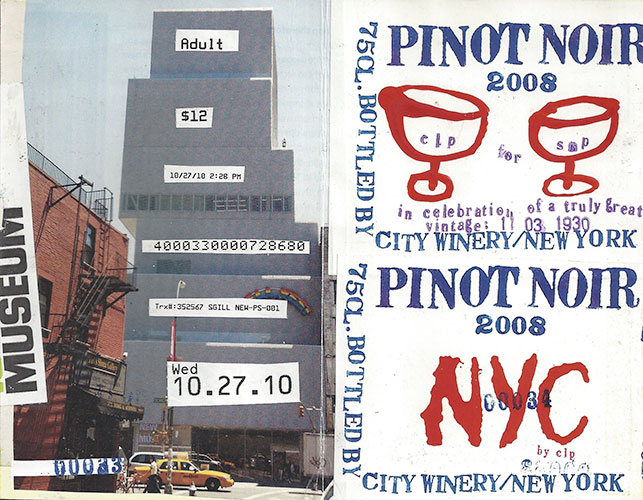 Adult
$12
10/27/10 2:28 PM
4000330000728680
Trx#:352567 SGILL NEW-PS-001
Wed
10.27.10
MUSEUM
00033
75CL. BOTTLED BY
PINOT NOIR
2008
clp
for
smp
in celebration of a truly great
vintage: 11 03 1930
CITY WINERY/NEW YORK
75CL. BOTTLED BY
PINOT NOIR
2008
NYC
00034
by clp
CITY WINERY/NEW YORK